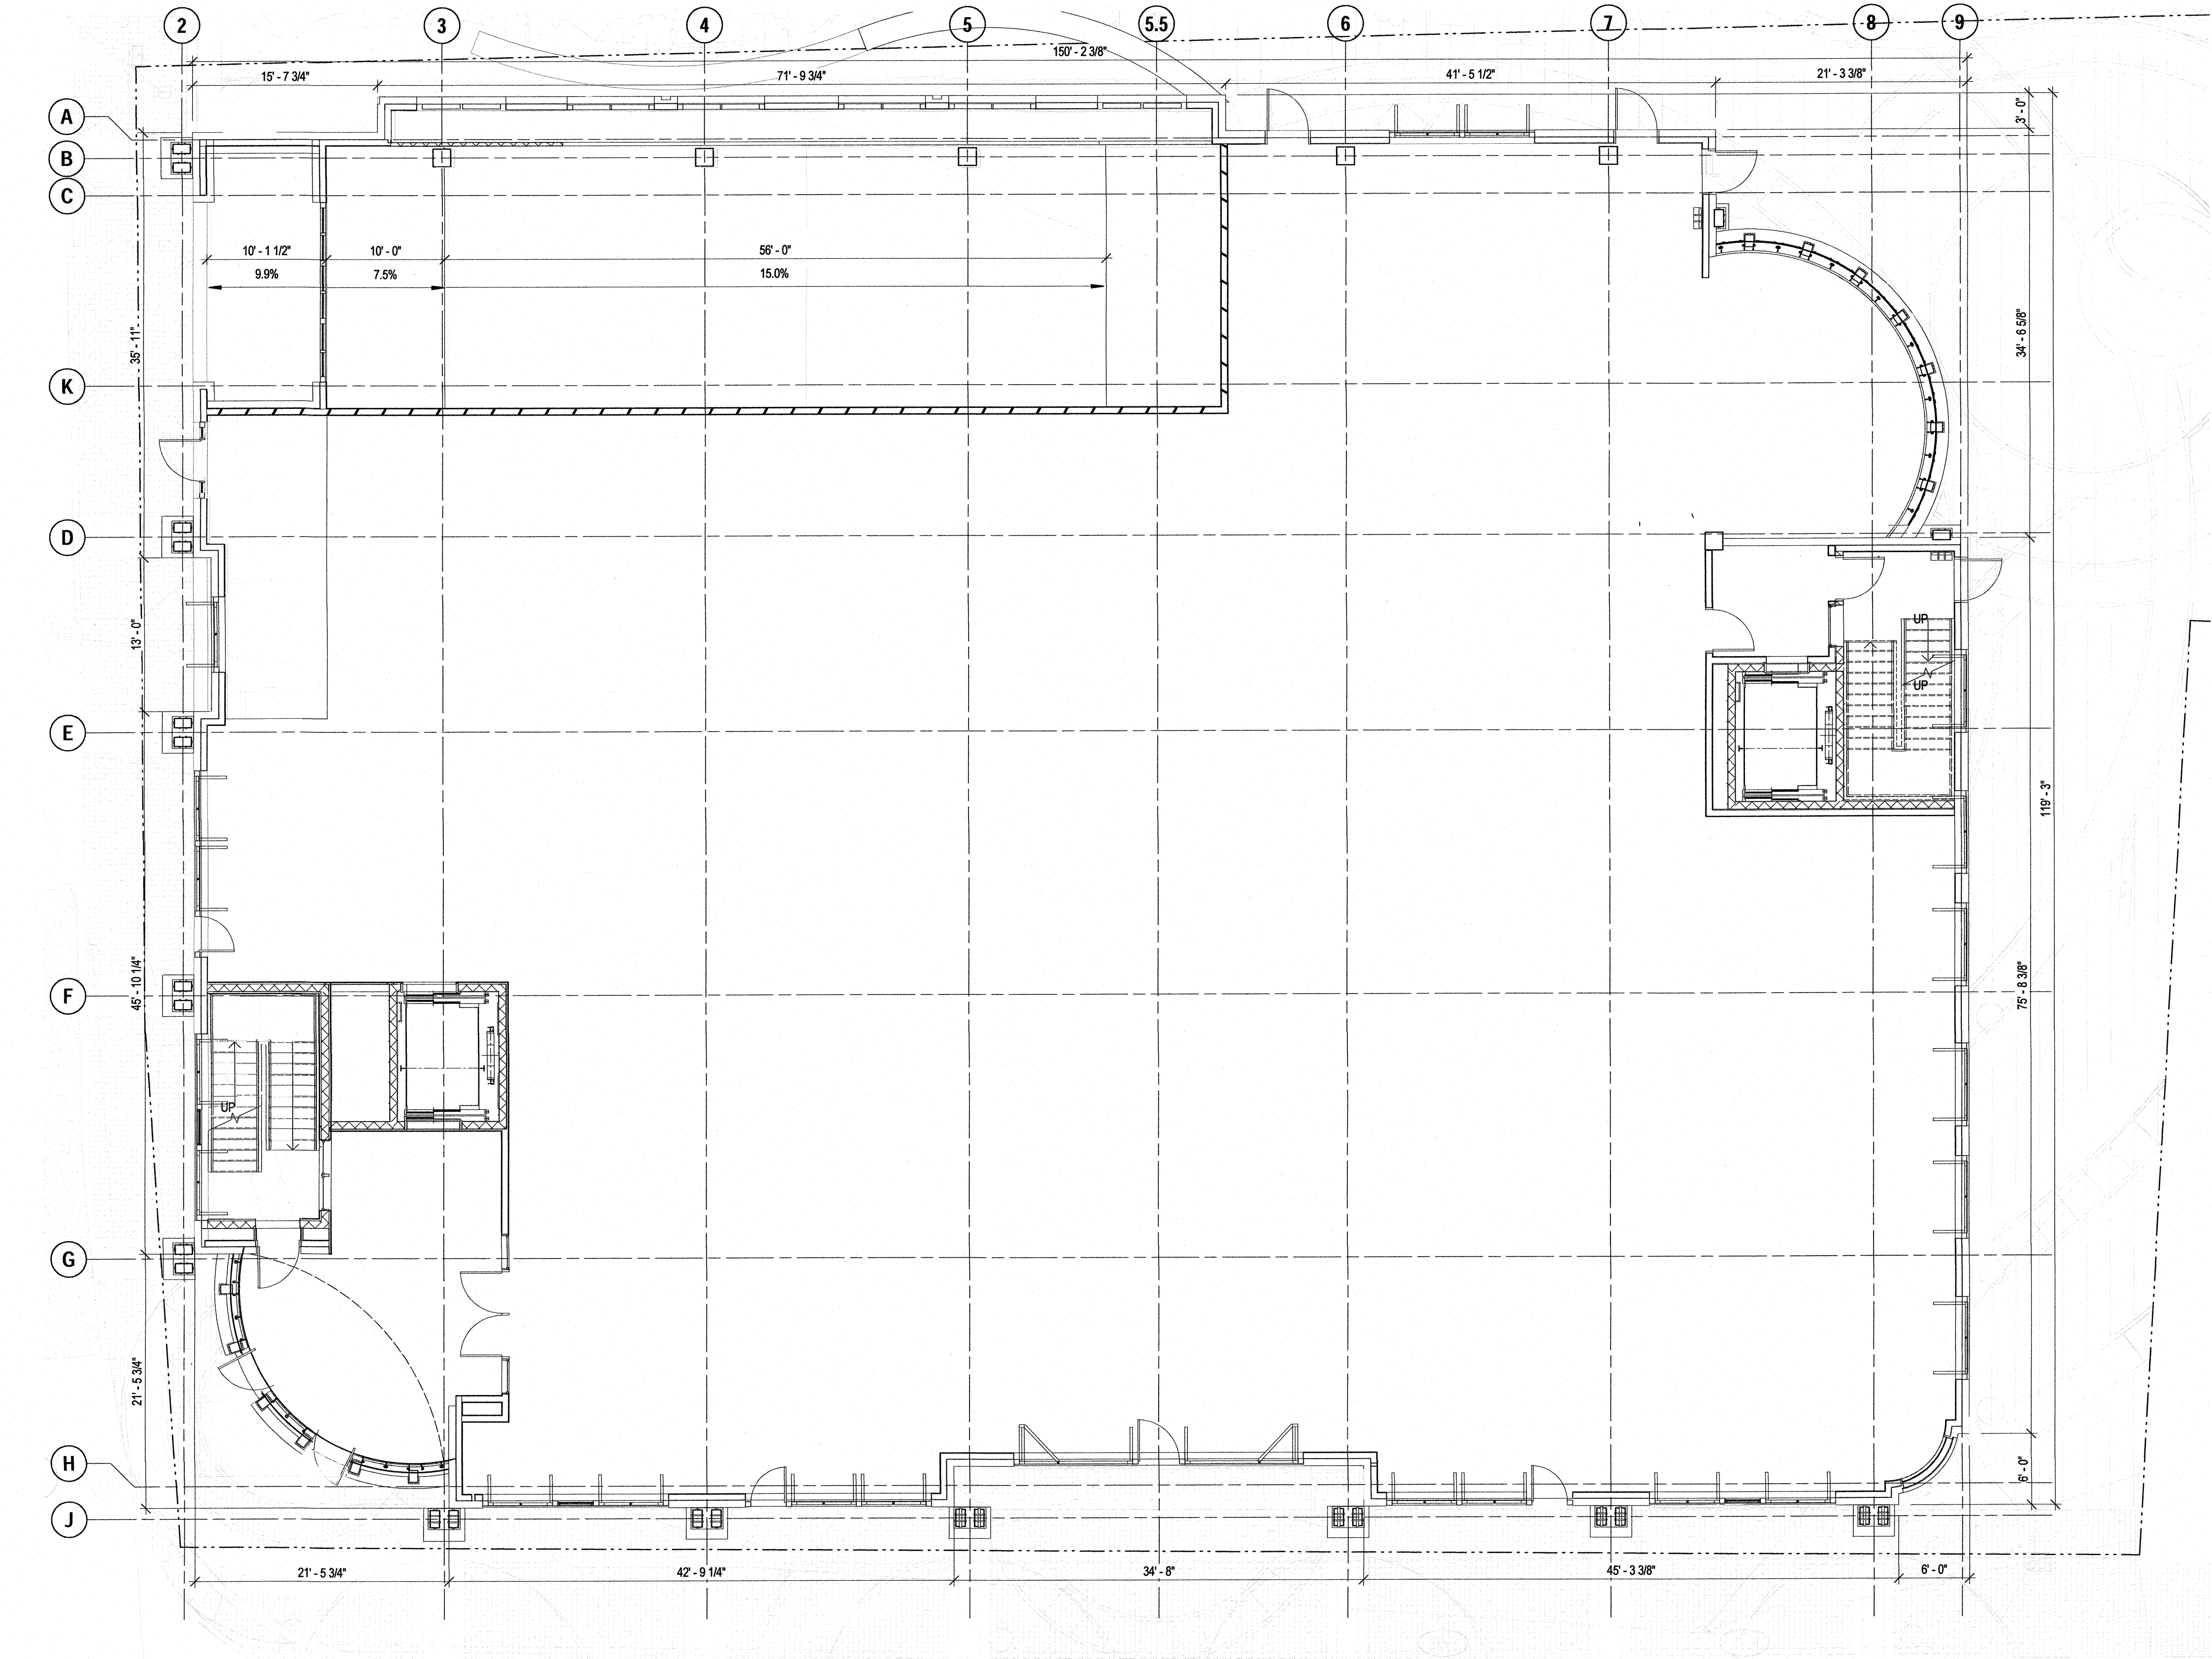 2 3 4 5 5.5 6 7 8 9
150' - 2 3/8"
15' - 7 3/4" 71' - 9 3/4" 41' - 5 1/2" 21' - 3 3/8"
A
3' - 0"
B
C
10' - 1 1/2" 10' - 0" 56' - 0"
9.9% 7.5% 15.0%
35' - 11"
34' - 6 5/8"
K
D
13' - 0"
UP
UP
E
119' - 3"
45' - 10 1/4"
F
75' - 8 3/8"
UP
G
21' - 5 3/4"
H
6' - 0"
J
21' - 5 3/4" 42' - 9 1/4" 34' - 8" 45' - 3 3/8" 6' - 0"